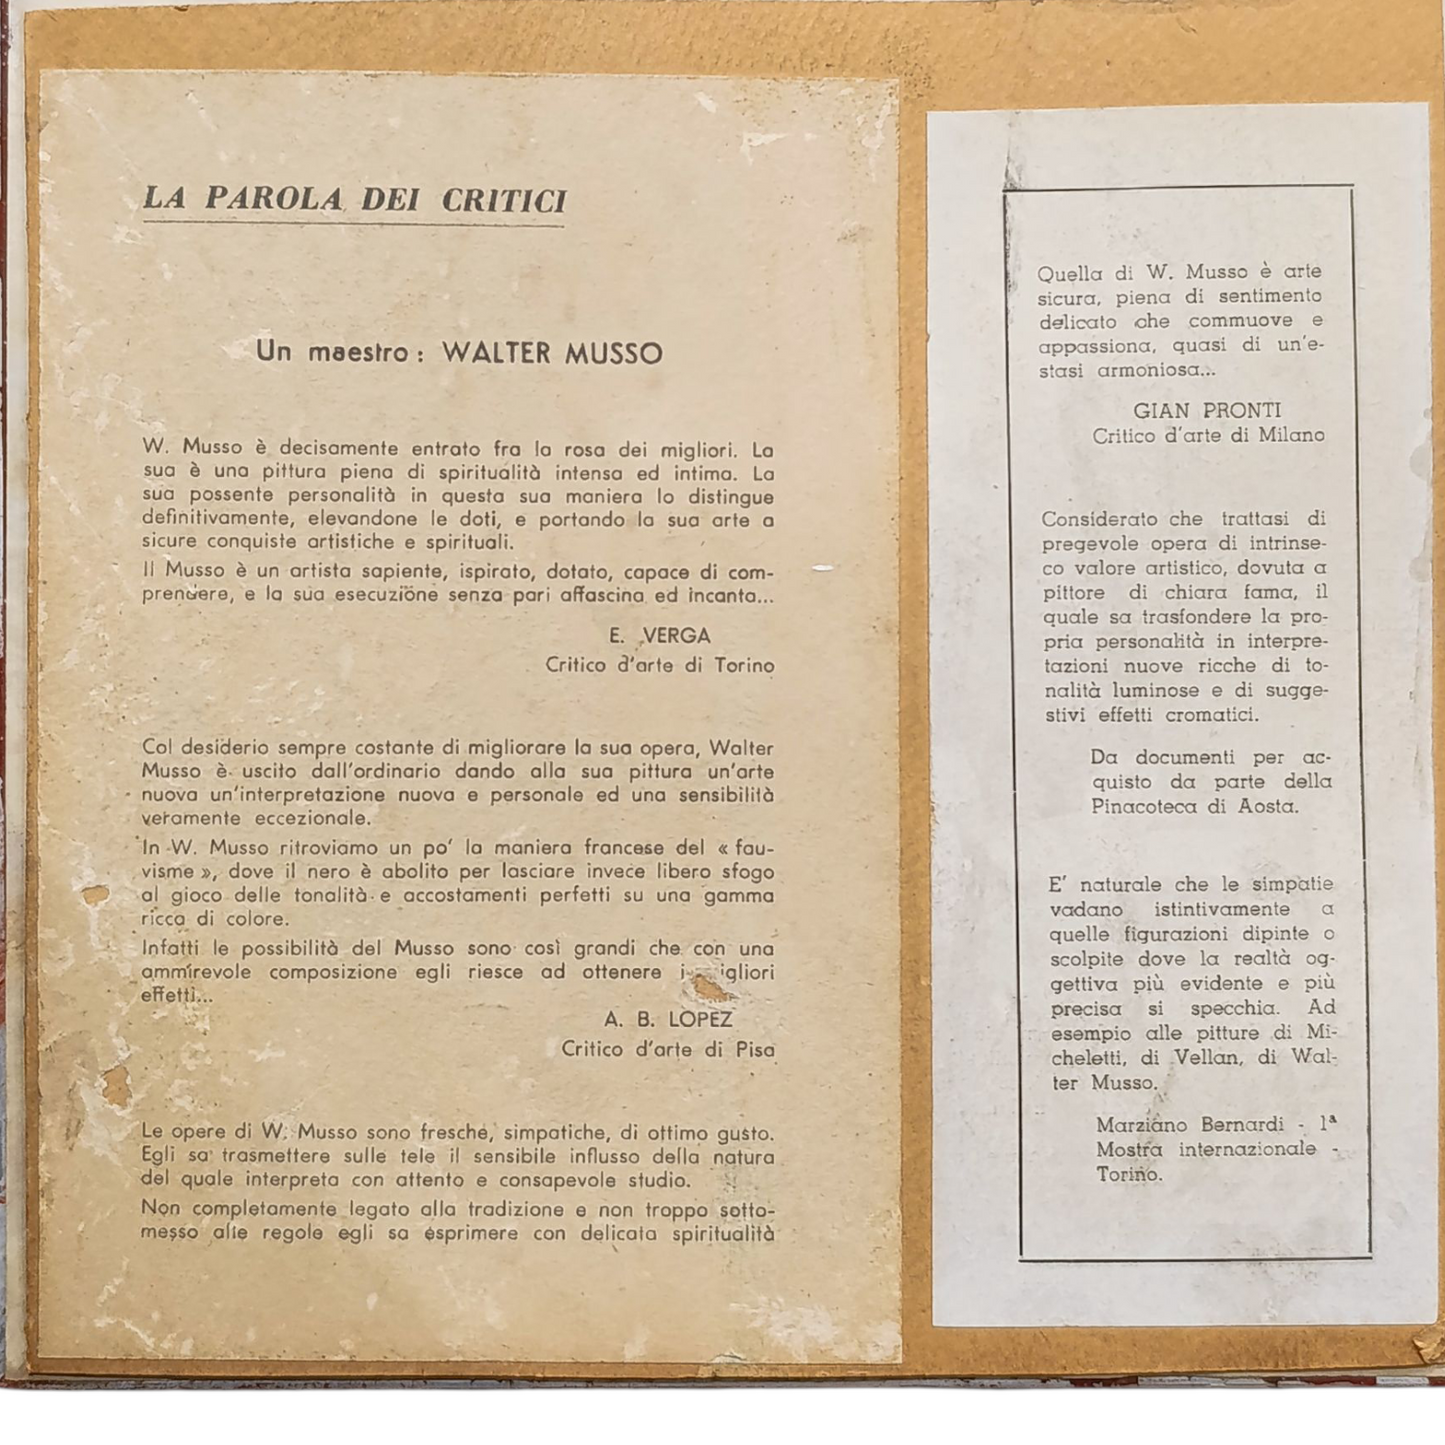 LA PAROLA DEI CRITICI
Un maestro : WALTER MUSSO
W. Musso è decisamente entrato fra la rosa dei migliori. La
sua è una pittura piena di spiritualità intensa ed intima. La
sua possente personalità in questa sua maniera lo distingue
definitivamente, elevandone le doti, e portando la sua arte a
sicure conquiste artistiche e spirituali.
Il Musso è un artista sapiente, ispirato, dotato, capace di com-
prendere, e la sua esecuzione senza pari affascina ed incanta...
E. VERGA
Critico d'arte di Torino
Col desiderio sempre costante di migliorare la sua opera, Walter
Musso è uscito dall'ordinario dando alla sua pittura un'arte
nuova un'interpretazione nuova e personale ed una sensibilità
veramente eccezionale.
In W. Musso ritroviamo un po' la maniera francese del « fau-
visme », dove il nero è abolito per lasciare invece libero sfogo
al gioco delle tonalità e accostamenti perfetti su una gamma
ricca di colore.
Infatti le possibilità del Musso sono così grandi che con una
ammirevole composizione egli riesce ad ottenere
effetti...
A. B. LOPEZ
Critico d'arte di Pisa
Le opere di W. Musso sono fresche, simpatiche, di ottimo gusto.
Egli sa trasmettere sulle tele il sensibile influsso della natura
del quale interpreta con attento e consapevole studio.
Non completamente legato alla tradizione e non troppo sotto-
messo alle regole egli sa esprimere con delicata spiritualità
Quella di W. Musso è arte
sicura, piena di sentimento
delicato che commuove e
appassiona, quasi di un'e-
stasi armoniosa...
GIAN PRONTI
Critico d'arte di Milano
Considerato che trattasi di
pregevole opera di intrinse-
co valore artistico, dovuta a
pittore di chiara fama, il
quale sa trasfondere la pro-
pria personalità in interpre-
tazioni nuove ricche di to-
nalità luminose e di sugge-
stivi effetti cromatici.
Da documenti per ac-
quisto da parte della
Pinacoteca di Aosta.
E' naturale che le simpatie
vadano istintivamente a
quelle figurazioni dipinte o
scolpite dove la realtà og-
gettiva più evidente e più
precisa si specchia. Ad
esempio alle pitture di Mi-
cheletti, di Vellan, di Wal-
ter Musso.
Marziano Bernardi - 1ª
Mostra internazionale -
Torino.